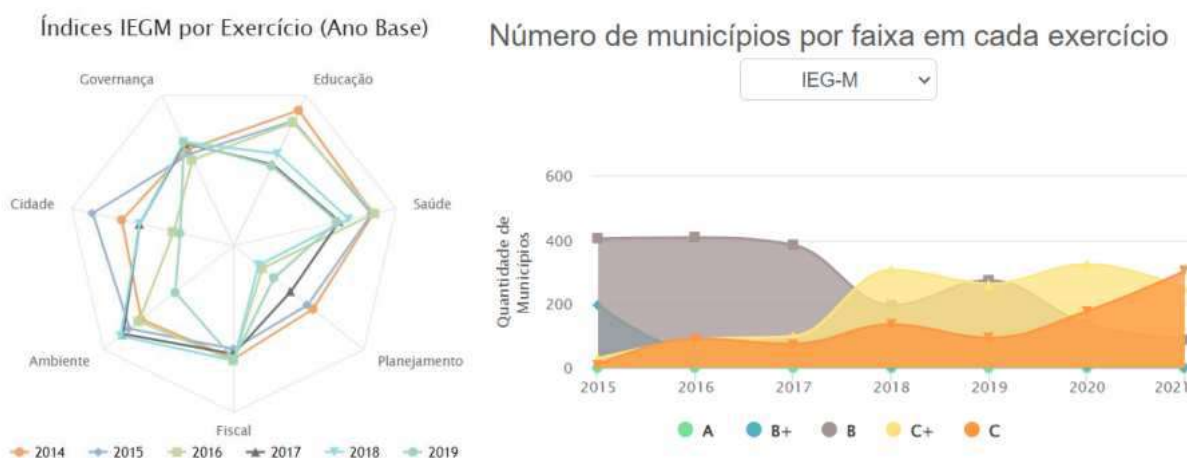 Índices IEGM por Exercício (Ano Base)
Governança
Educação
Cidade
Saúde
Ambiente
Planejamento
Fiscal
2014 2015 2016 2017 2018 2019
Número de municípios por faixa em cada exercício
IEG-M
Quantidade de
Municípios
600
400
200
0
2015 2016 2017 2018 2019 2020 2021
A B+ B C+ C